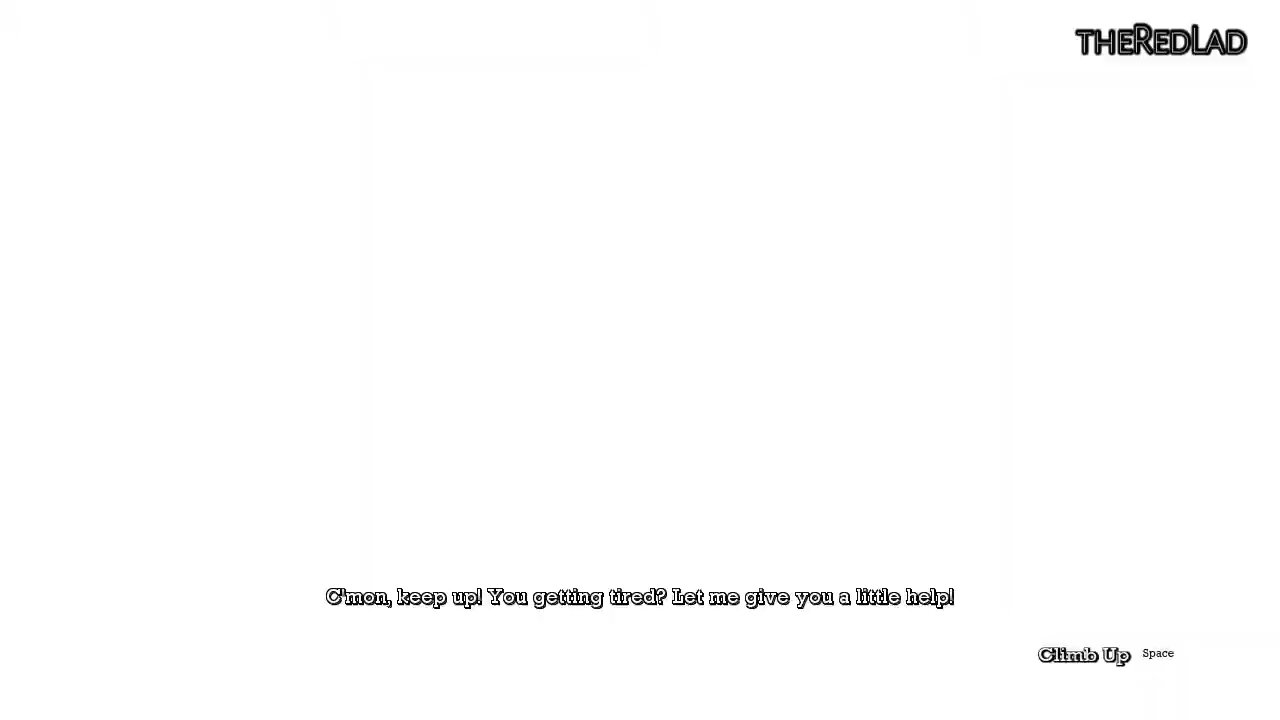 THEREDLAD
C'mon, keep up! You getting tired? Let me give you a little help!
Climb Up Space